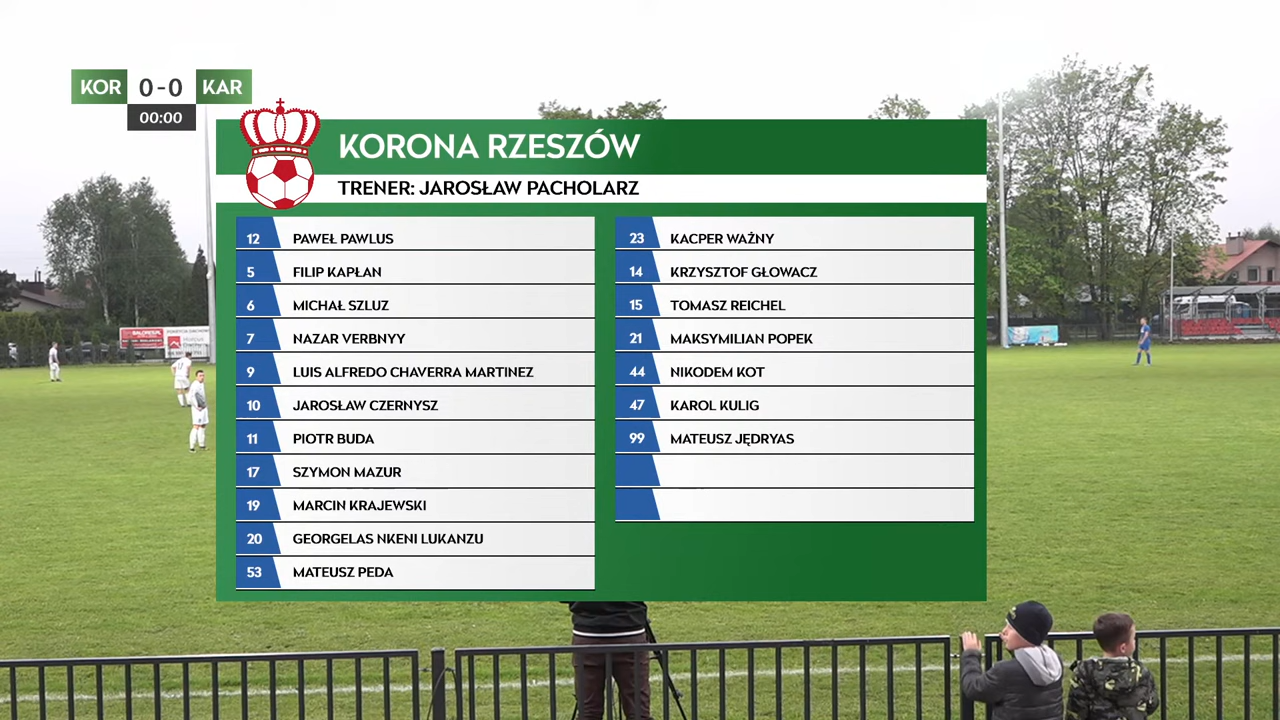 KOR 0-0 KAR
00:00
KORONA RZESZÓW
TRENER: JAROSŁAW PACHOLARZ
12 PAWEŁ PAWLUS
5 FILIP KAPŁAN
6 MICHAŁ SZLUZ
7 NAZAR VERBNYY
9 LUIS ALFREDO CHAVERRA MARTINEZ
10 JAROSŁAW CZERNYSZ
11 PIOTR BUDA
17 SZYMON MAZUR
19 MARCIN KRAJEWSKI
20 GEORGELAS NKENI LUKANZU
53 MATEUSZ PEDA
23 KACPER WAŻNY
14 KRZYSZTOF GŁOWACZ
15 TOMASZ REICHEL
21 MAKSYMILIAN POPEK
44 NIKODEM KOT
47 KAROL KULIG
99 MATEUSZ JĘDRYAS